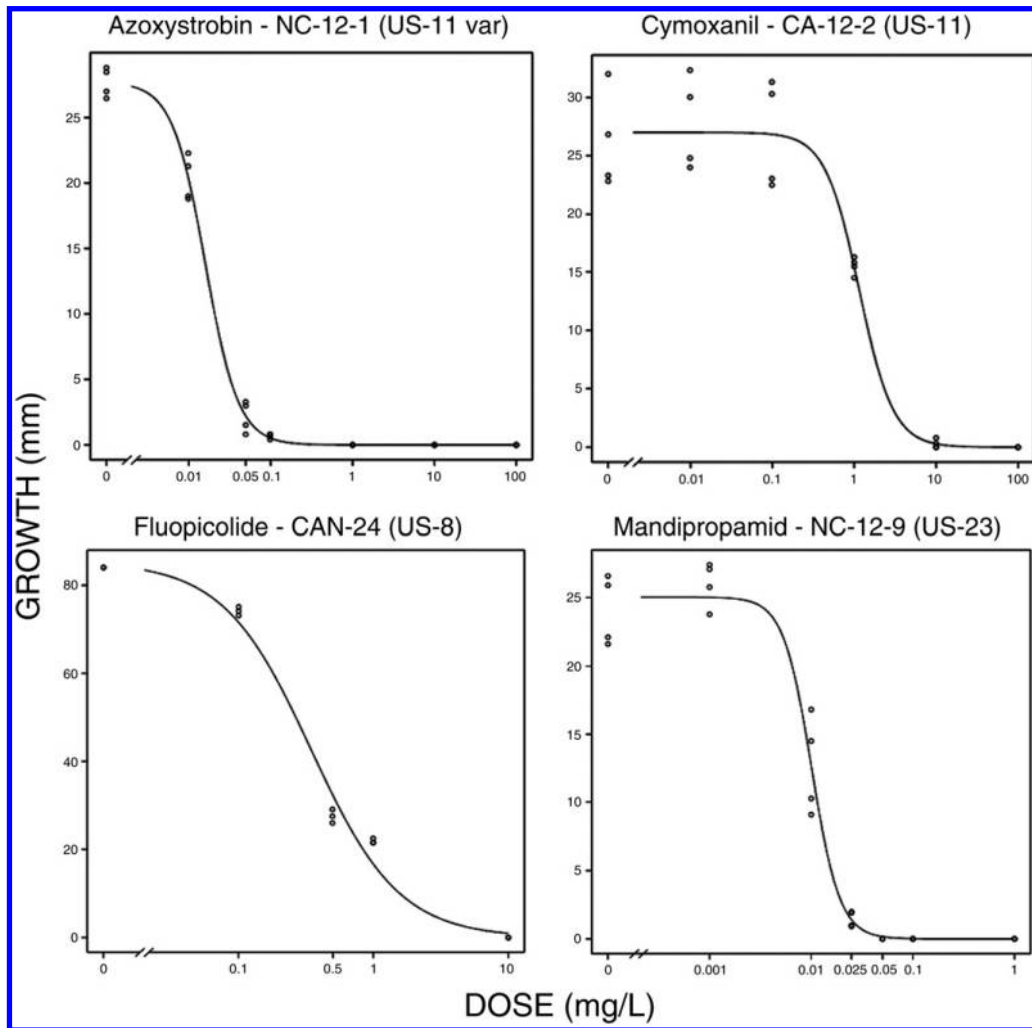 Azoxystrobin - NC-12-1 (US-11 var)
25
20
15
10
5
0
0 0.01 0.05 0.1 1 10 100
Cymoxanil - CA-12-2 (US-11)
30
25
20
15
10
5
0
0 0.01 0.1 1 10 100
GROWTH (mm)
Fluopicolide - CAN-24 (US-8)
80
60
40
20
0
0 0.1 0.5 1 10
Mandipropamid - NC-12-9 (US-23)
25
20
15
10
5
0
0 0.001 0.01 0.025 0.05 0.1 1
DOSE (mg/L)